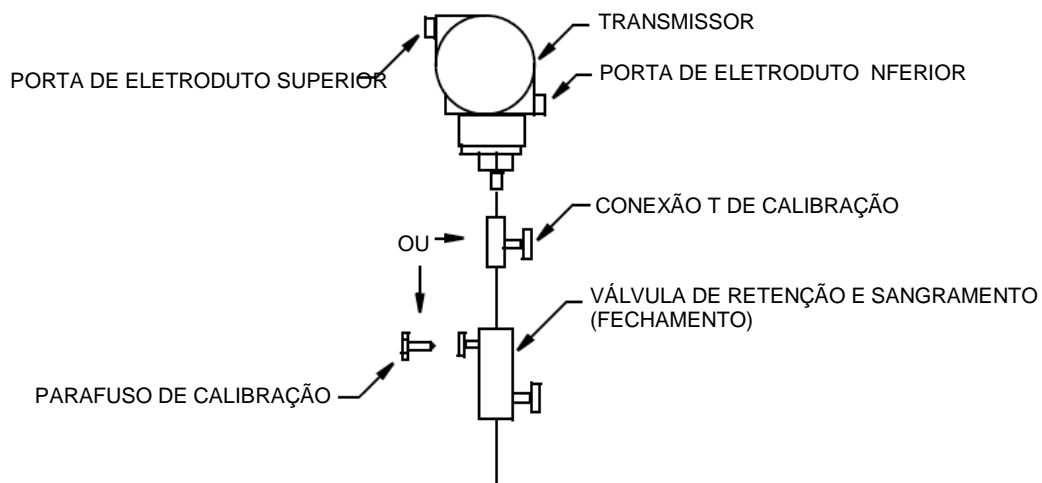 TRANSMISSOR
PORTA DE ELETRODUTO SUPERIOR
PORTA DE ELETRODUTO NFERIOR
CONEXÃO T DE CALIBRAÇÃO
OU
VÁLVULA DE RETENÇÃO E SANGRAMENTO
(FECHAMENTO)
PARAFUSO DE CALIBRAÇÃO